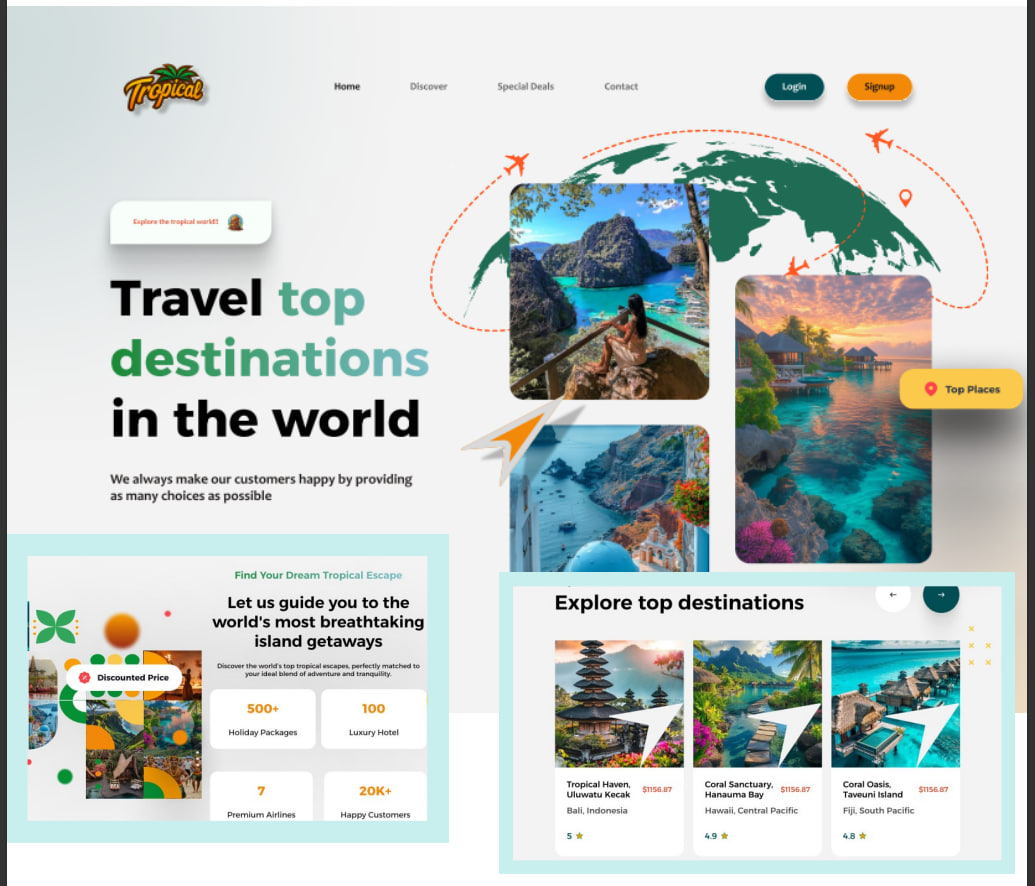 Tropical
Home
Discover
Special Deals
Contact
Login
Signup
Explore the tropical world!!
Travel top
destinations
in the world
We always make our customers happy by providing
as many choices as possible
Top Places
Find Your Dream Tropical Escape
Let us guide you to the
world's most breathtaking
island getaways
Discover the world's top tropical escapes, perfectly matched to
your ideal blend of adventure and tranquility.
Discounted Price
500+
Holiday Packages
100
Luxury Hotel
7
Premium Airlines
20K+
Happy Customers
Explore top destinations
Tropical Haven,
Uluwatu Kecak
$1156.87
Bali, Indonesia
5
Coral Sanctuary,
Hanauma Bay
$1156.87
Hawaii, Central Pacific
4.9
Coral Oasis,
Taveuni Island
$1156.87
Fiji, South Pacific
4.8